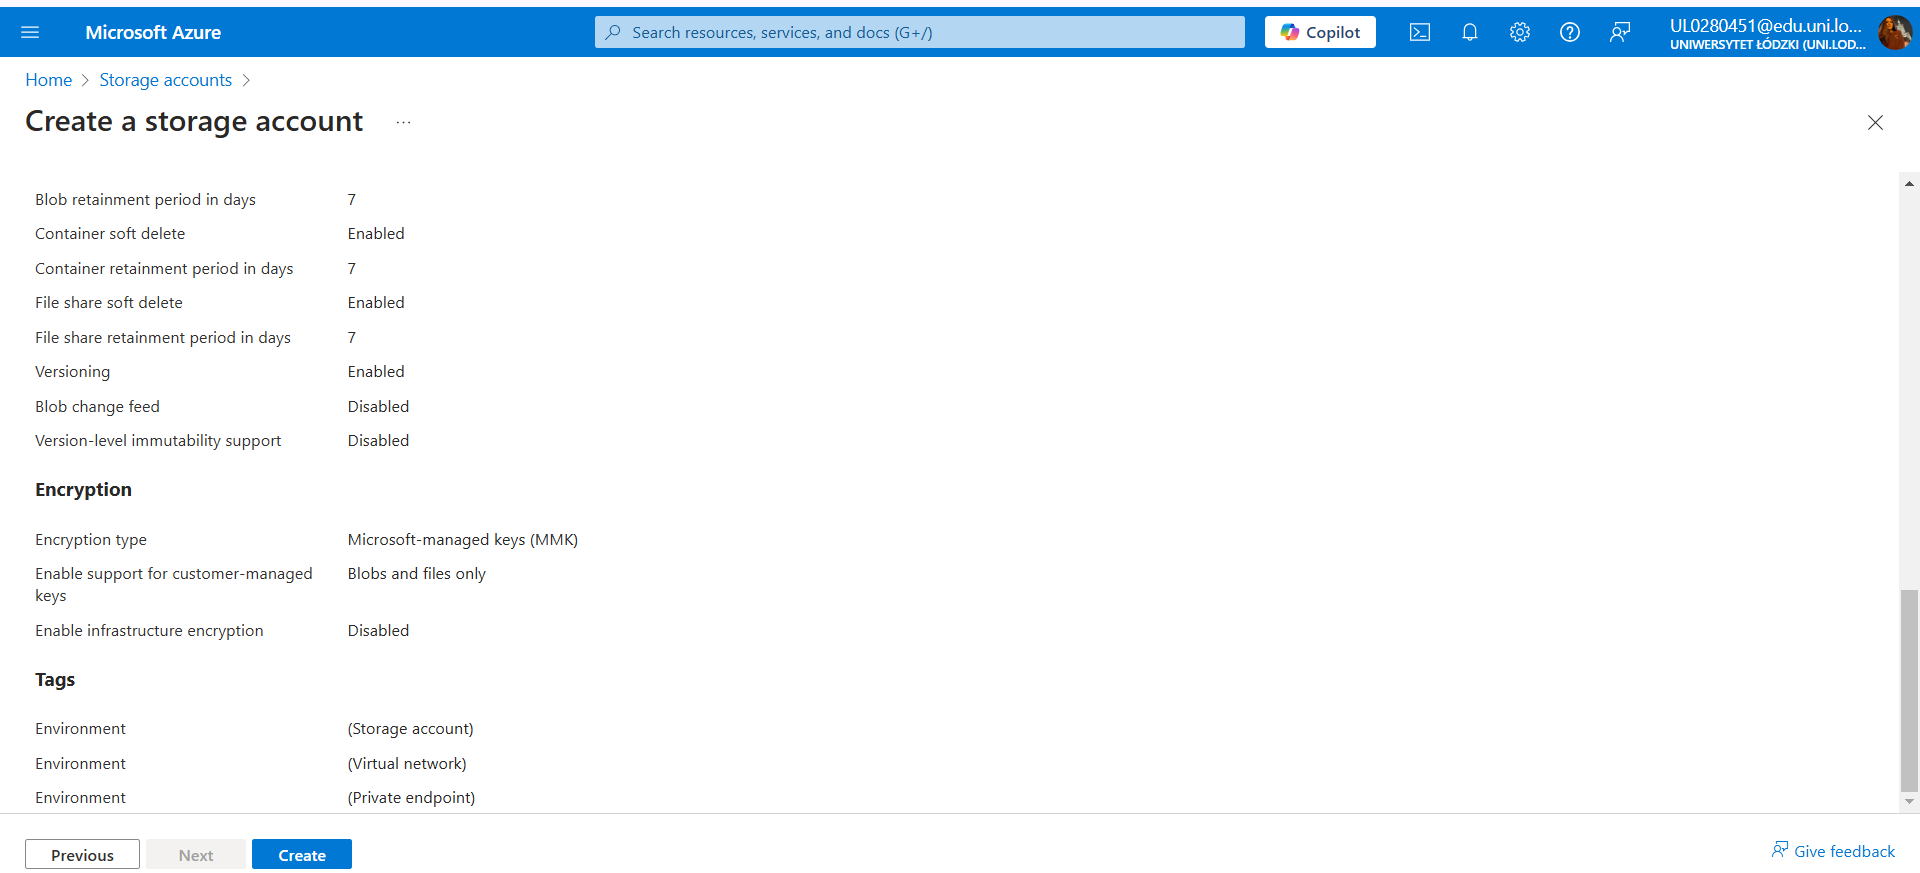 Microsoft Azure
Search resources, services, and docs (G+/)
Copilot
UL0280451@edu.uni.lo...
UNIWERSYTET ŁÓDZKI (UNI.LOD...
Home > Storage accounts >
Create a storage account ...
Blob retainment period in days 7
Container soft delete Enabled
Container retainment period in days 7
File share soft delete Enabled
File share retainment period in days 7
Versioning Enabled
Blob change feed Disabled
Version-level immutability support Disabled
Encryption
Encryption type Microsoft-managed keys (MMK)
Enable support for customer-managed Blobs and files only
keys
Enable infrastructure encryption Disabled
Tags
Environment (Storage account)
Environment (Virtual network)
Environment (Private endpoint)
Previous Next Create Give feedback